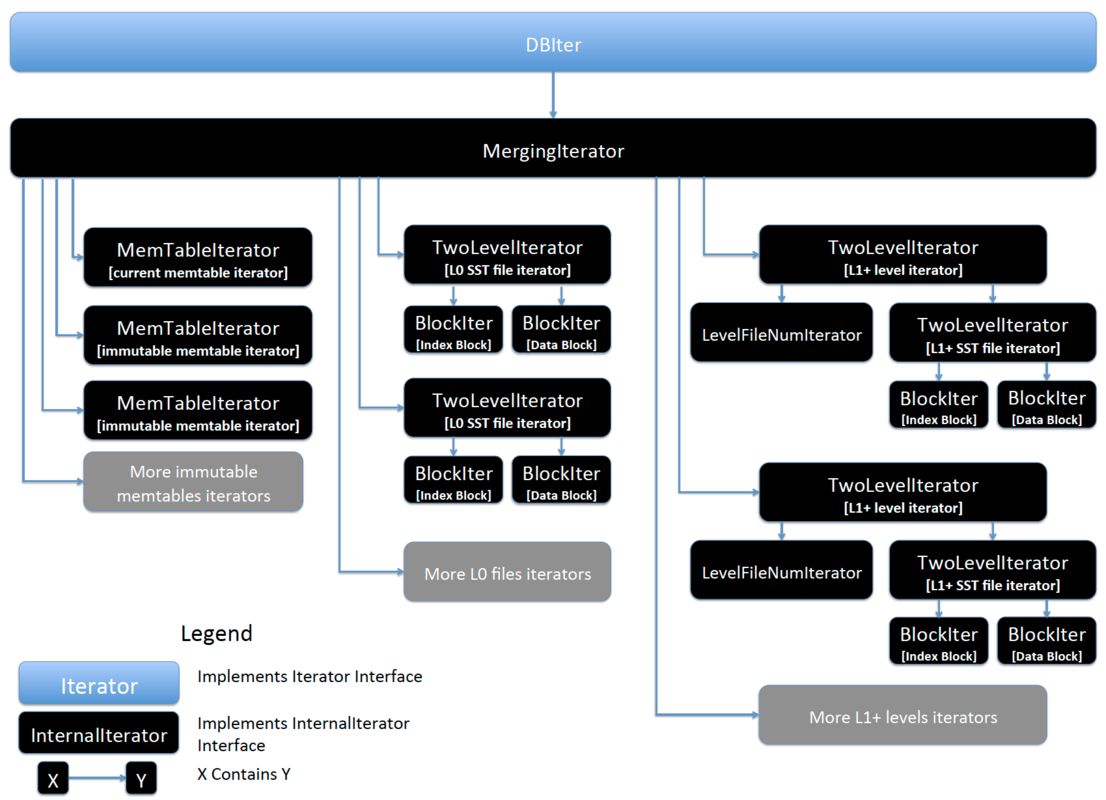 DBIter
MergingIterator
MemTableIterator
[current memtable iterator]
MemTableIterator
[immutable memtable iterator]
MemTableIterator
[immutable memtable iterator]
More immutable
memtables iterators
TwoLevelIterator
[L0 SST file iterator]
BlockIter
[Index Block]
BlockIter
[Data Block]
TwoLevelIterator
[L0 SST file iterator]
BlockIter
[Index Block]
BlockIter
[Data Block]
More L0 files iterators
TwoLevelIterator
[L1+ level iterator]
LevelFileNumIterator
TwoLevelIterator
[L1+ SST file iterator]
BlockIter
[Index Block]
BlockIter
[Data Block]
TwoLevelIterator
[L1+ level iterator]
LevelFileNumIterator
TwoLevelIterator
[L1+ SST file iterator]
BlockIter
[Index Block]
BlockIter
[Data Block]
More L1+ levels iterators
Legend
Iterator
Implements Iterator Interface
InternalIterator
Implements InternalIterator
Interface
X
Y
X Contains Y